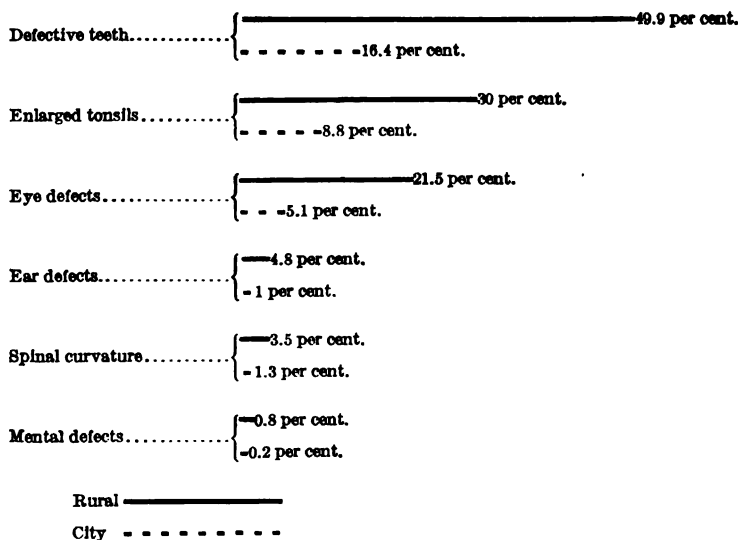 49.9 per cent.
Defective teeth
16.4 per cent.
30 per cent.
Enlarged tonsils
8.8 per cent.
21.5 per cent.
Eye defects
5.1 per cent.
4.8 per cent.
Ear defects
1 per cent.
3.5 per cent.
Spinal curvature
1.3 per cent.
0.8 per cent.
Mental defects
0.2 per cent.
Rural
City